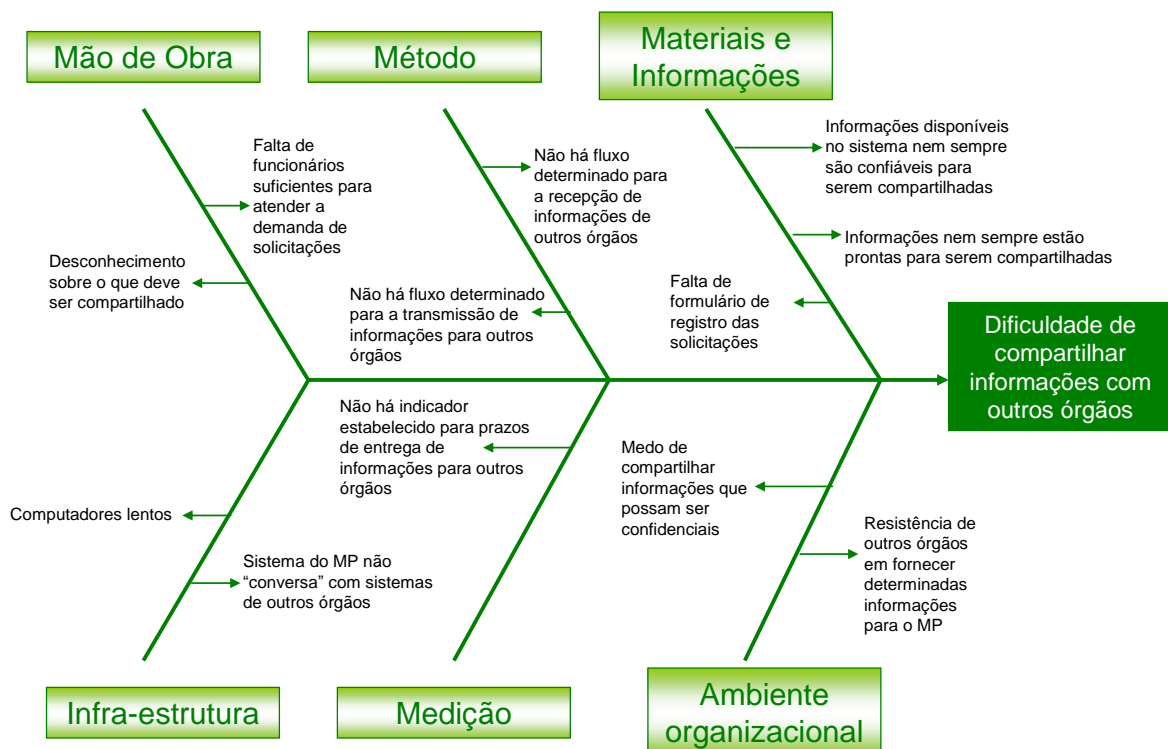 Mão de Obra
Método
Materiais e
Informações
Falta de
funcionários
suficientes para
atender a
demanda de
solicitações
Desconhecimento
sobre o que deve
ser compartilhado
Não há fluxo
determinado para
a recepção de
informações de
outros órgãos
Não há fluxo determinado
para a transmissão de
informações para outros
órgãos
Informações disponíveis
no sistema nem sempre
são confiáveis para
serem compartilhadas
Informações nem sempre estão
prontas para serem compartilhadas
Falta de
formulário de
registro das
solicitações
Dificuldade de
compartilhar
informações com
outros órgãos
Não há indicador
estabelecido para prazos
de entrega de
informações para outros
órgãos
Medo de
compartilhar
informações que
possam ser
confidenciais
Computadores lentos
Sistema do MP não
“conversa” com sistemas
de outros órgãos
Resistência de
outros órgãos
em fornecer
determinadas
informações
para o MP
Infra-estrutura
Medição
Ambiente
organizacional